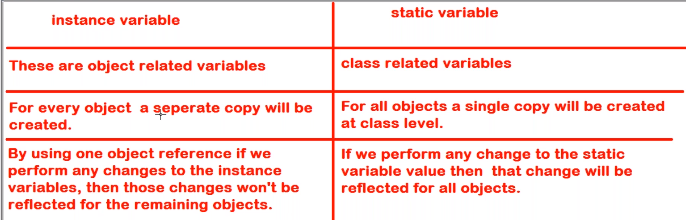 instance variable
static variable
These are object related variables
class related variables
For every object a seperate copy will be
created.
For all objects a single copy will be created
at class level.
By using one object reference if we
perform any changes to the instance
variables, then those changes won't be
reflected for the remaining objects.
If we perform any change to the static
variable value then that change will be
reflected for all objects.